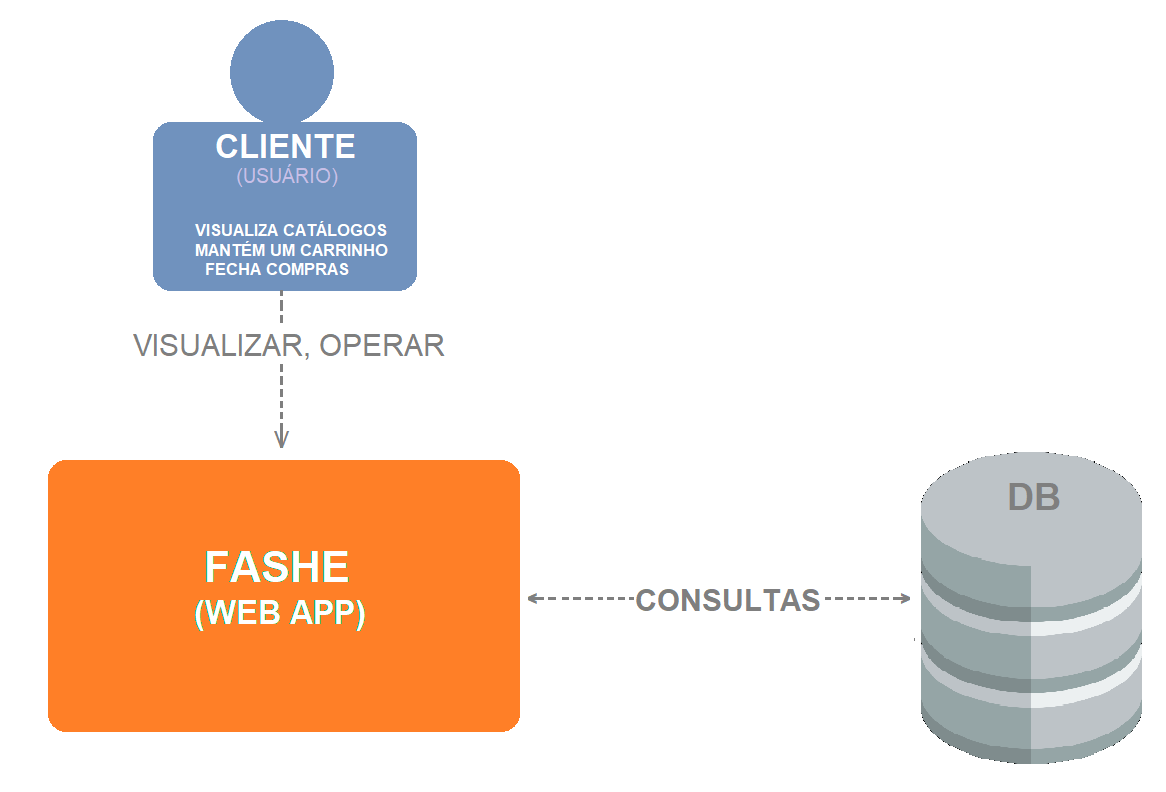 CLIENTE
(USUÁRIO)
VISUALIZA CATÁLOGOS
MANTÉM UM CARRINHO
FECHA COMPRAS
VISUALIZAR, OPERAR
FASHE
(WEB APP)
CONSULTAS
DB